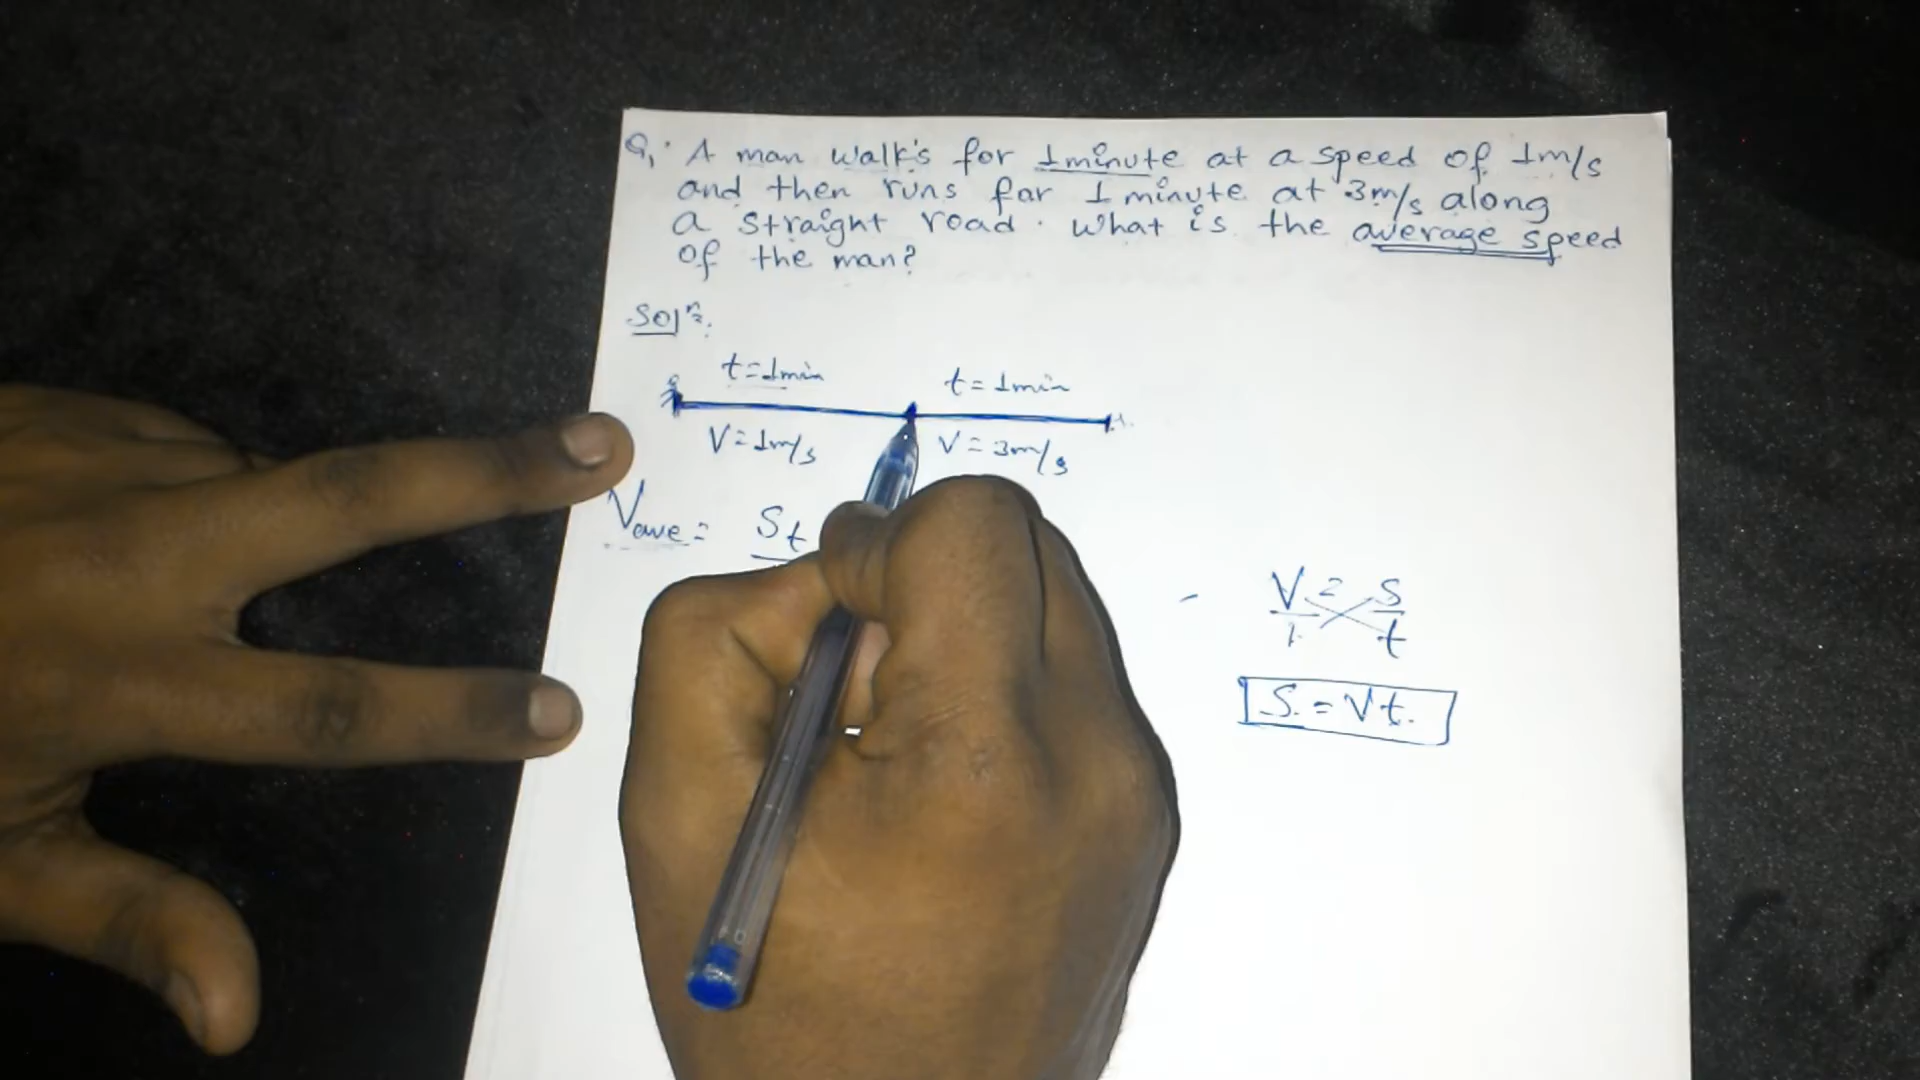 Q, A man walk's for 1minute at a speed of 1m/s
and then runs for 1 minute at 3m/s along
a straight road. What is the average speed
of the man?
Soln:
t=1min t=1min
V=1m/s V=3m/s
Vave= St
V = S
1 t
S=Vt.